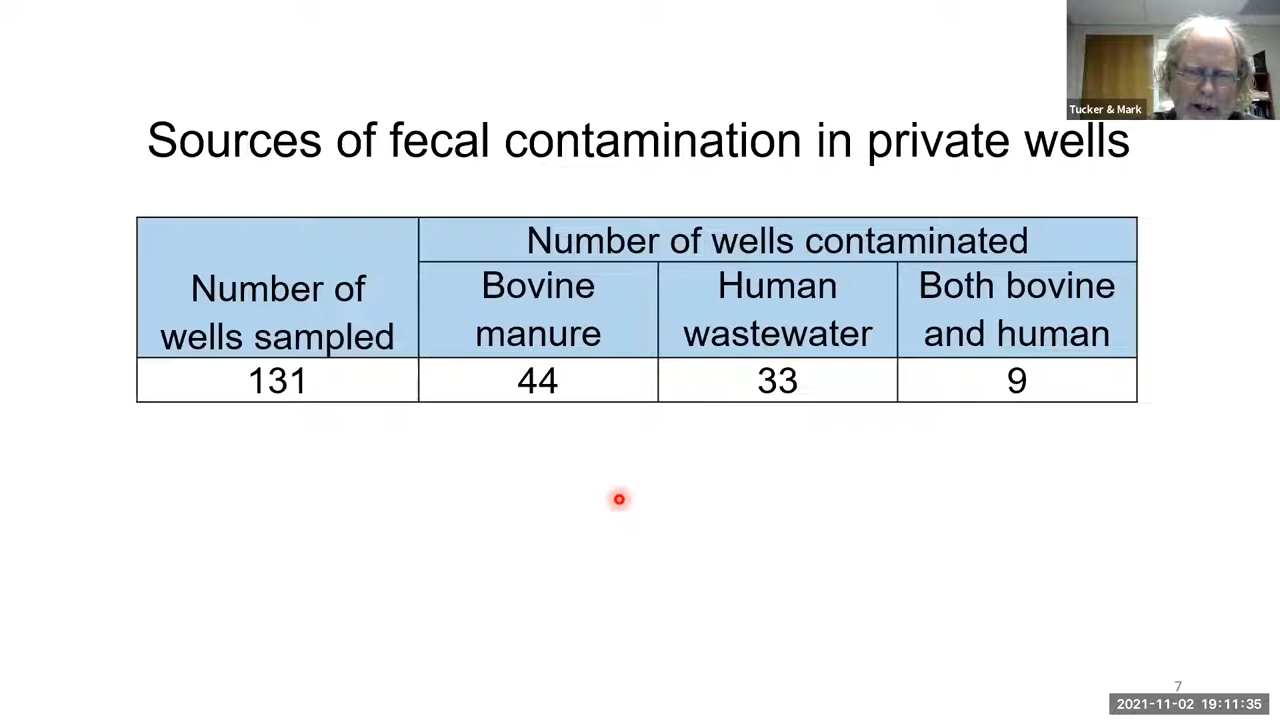 Tucker & Mark
Sources of fecal contamination in private wells
Number of wells contaminated
Number of
wells sampled
Bovine
manure
Human
wastewater
Both bovine
and human
131
44
33
9
7
2021-11-02 19:11:35